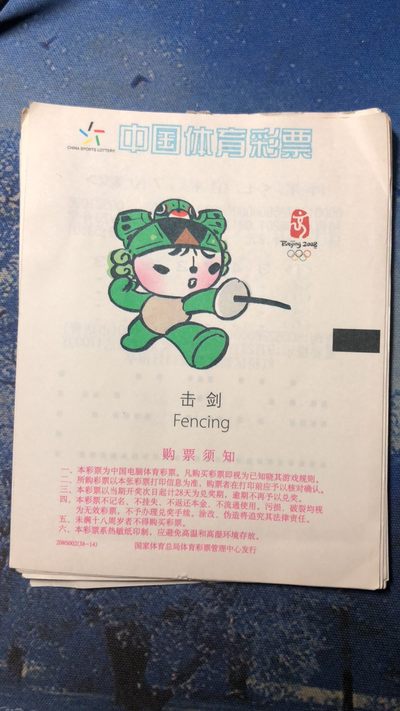 CHINA SPORTS LOTTERY
中国体育彩票
Beijing 2008
击剑
Fencing
购票须知
一、本彩票为中国电脑体育彩票。凡购买彩票即视为已知晓其游戏规则。
二、所购彩票以本张彩票打印信息为准。购票者在打印前应予以核对确认。
三、本彩票以当期开奖次日起计28天为兑奖期，逾期不再予以兑奖。
四、本彩票不记名、不挂失、不返还本金、不流通使用。污损、破裂均视
为无效彩票，不予办理兑奖手续。涂改、伪造将追究其法律责任。
五、未满十八周岁者不得购买彩票。
六、本彩票系热敏纸印制，应避免高温和高湿环境存放。
国家体育总局体育彩票管理中心发行